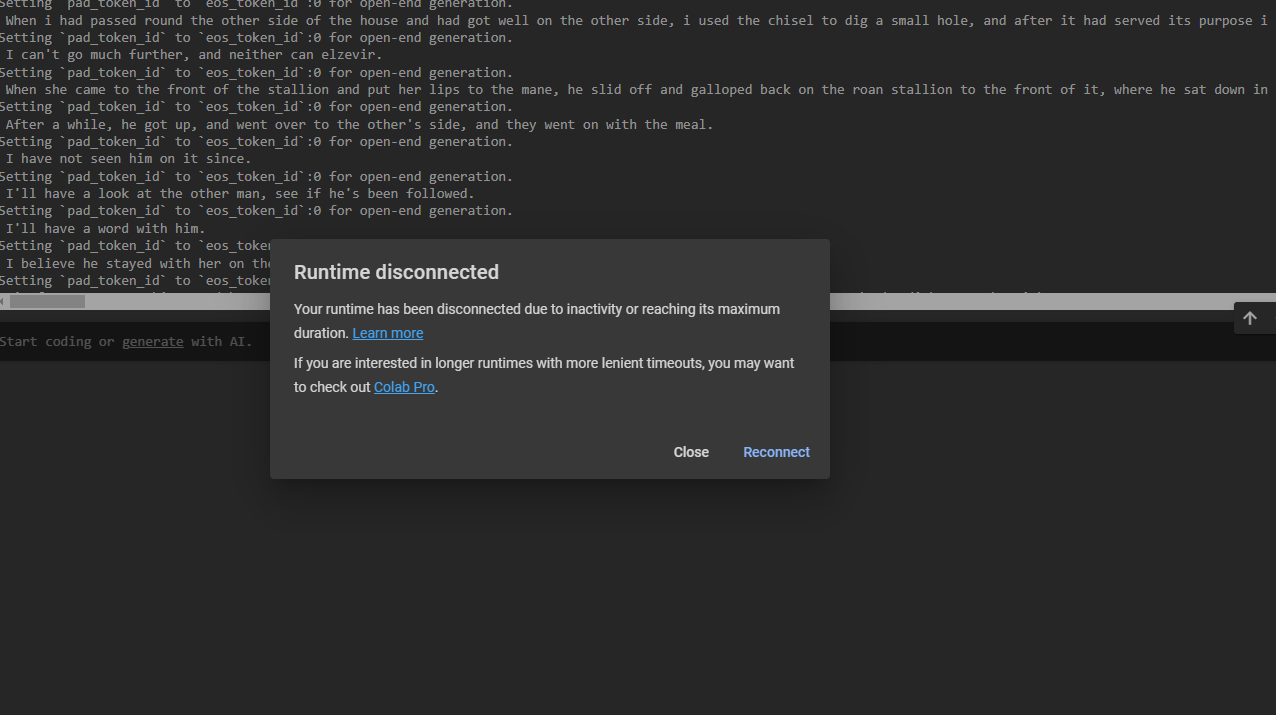 Setting `pad_token_id` to `eos_token_id`:0 for open-end generation.
When i had passed round the other side of the house and had got well on the other side, i used the chisel to dig a small hole, and after it had served its purpose i
Setting `pad_token_id` to `eos_token_id`:0 for open-end generation.
I can't go much further, and neither can elzevir.
Setting `pad_token_id` to `eos_token_id`:0 for open-end generation.
When she came to the front of the stallion and put her lips to the mane, he slid off and galloped back on the roan stallion to the front of it, where he sat down in
Setting `pad_token_id` to `eos_token_id`:0 for open-end generation.
After a while, he got up, and went over to the other's side, and they went on with the meal.
Setting `pad_token_id` to `eos_token_id`:0 for open-end generation.
I have not seen him on it since.
Setting `pad_token_id` to `eos_token_id`:0 for open-end generation.
I'll have a look at the other man, see if he's been followed.
Setting `pad_token_id` to `eos_token_id`:0 for open-end generation.
I'll have a word with him.
Setting `pad_token_id` to `eos_token
I believe he stayed with her on the
Setting `pad_token_id` to `eos_token
Start coding or generate with AI.
Runtime disconnected
Your runtime has been disconnected due to inactivity or reaching its maximum
duration. Learn more
If you are interested in longer runtimes with more lenient timeouts, you may want
to check out Colab Pro.
Close Reconnect